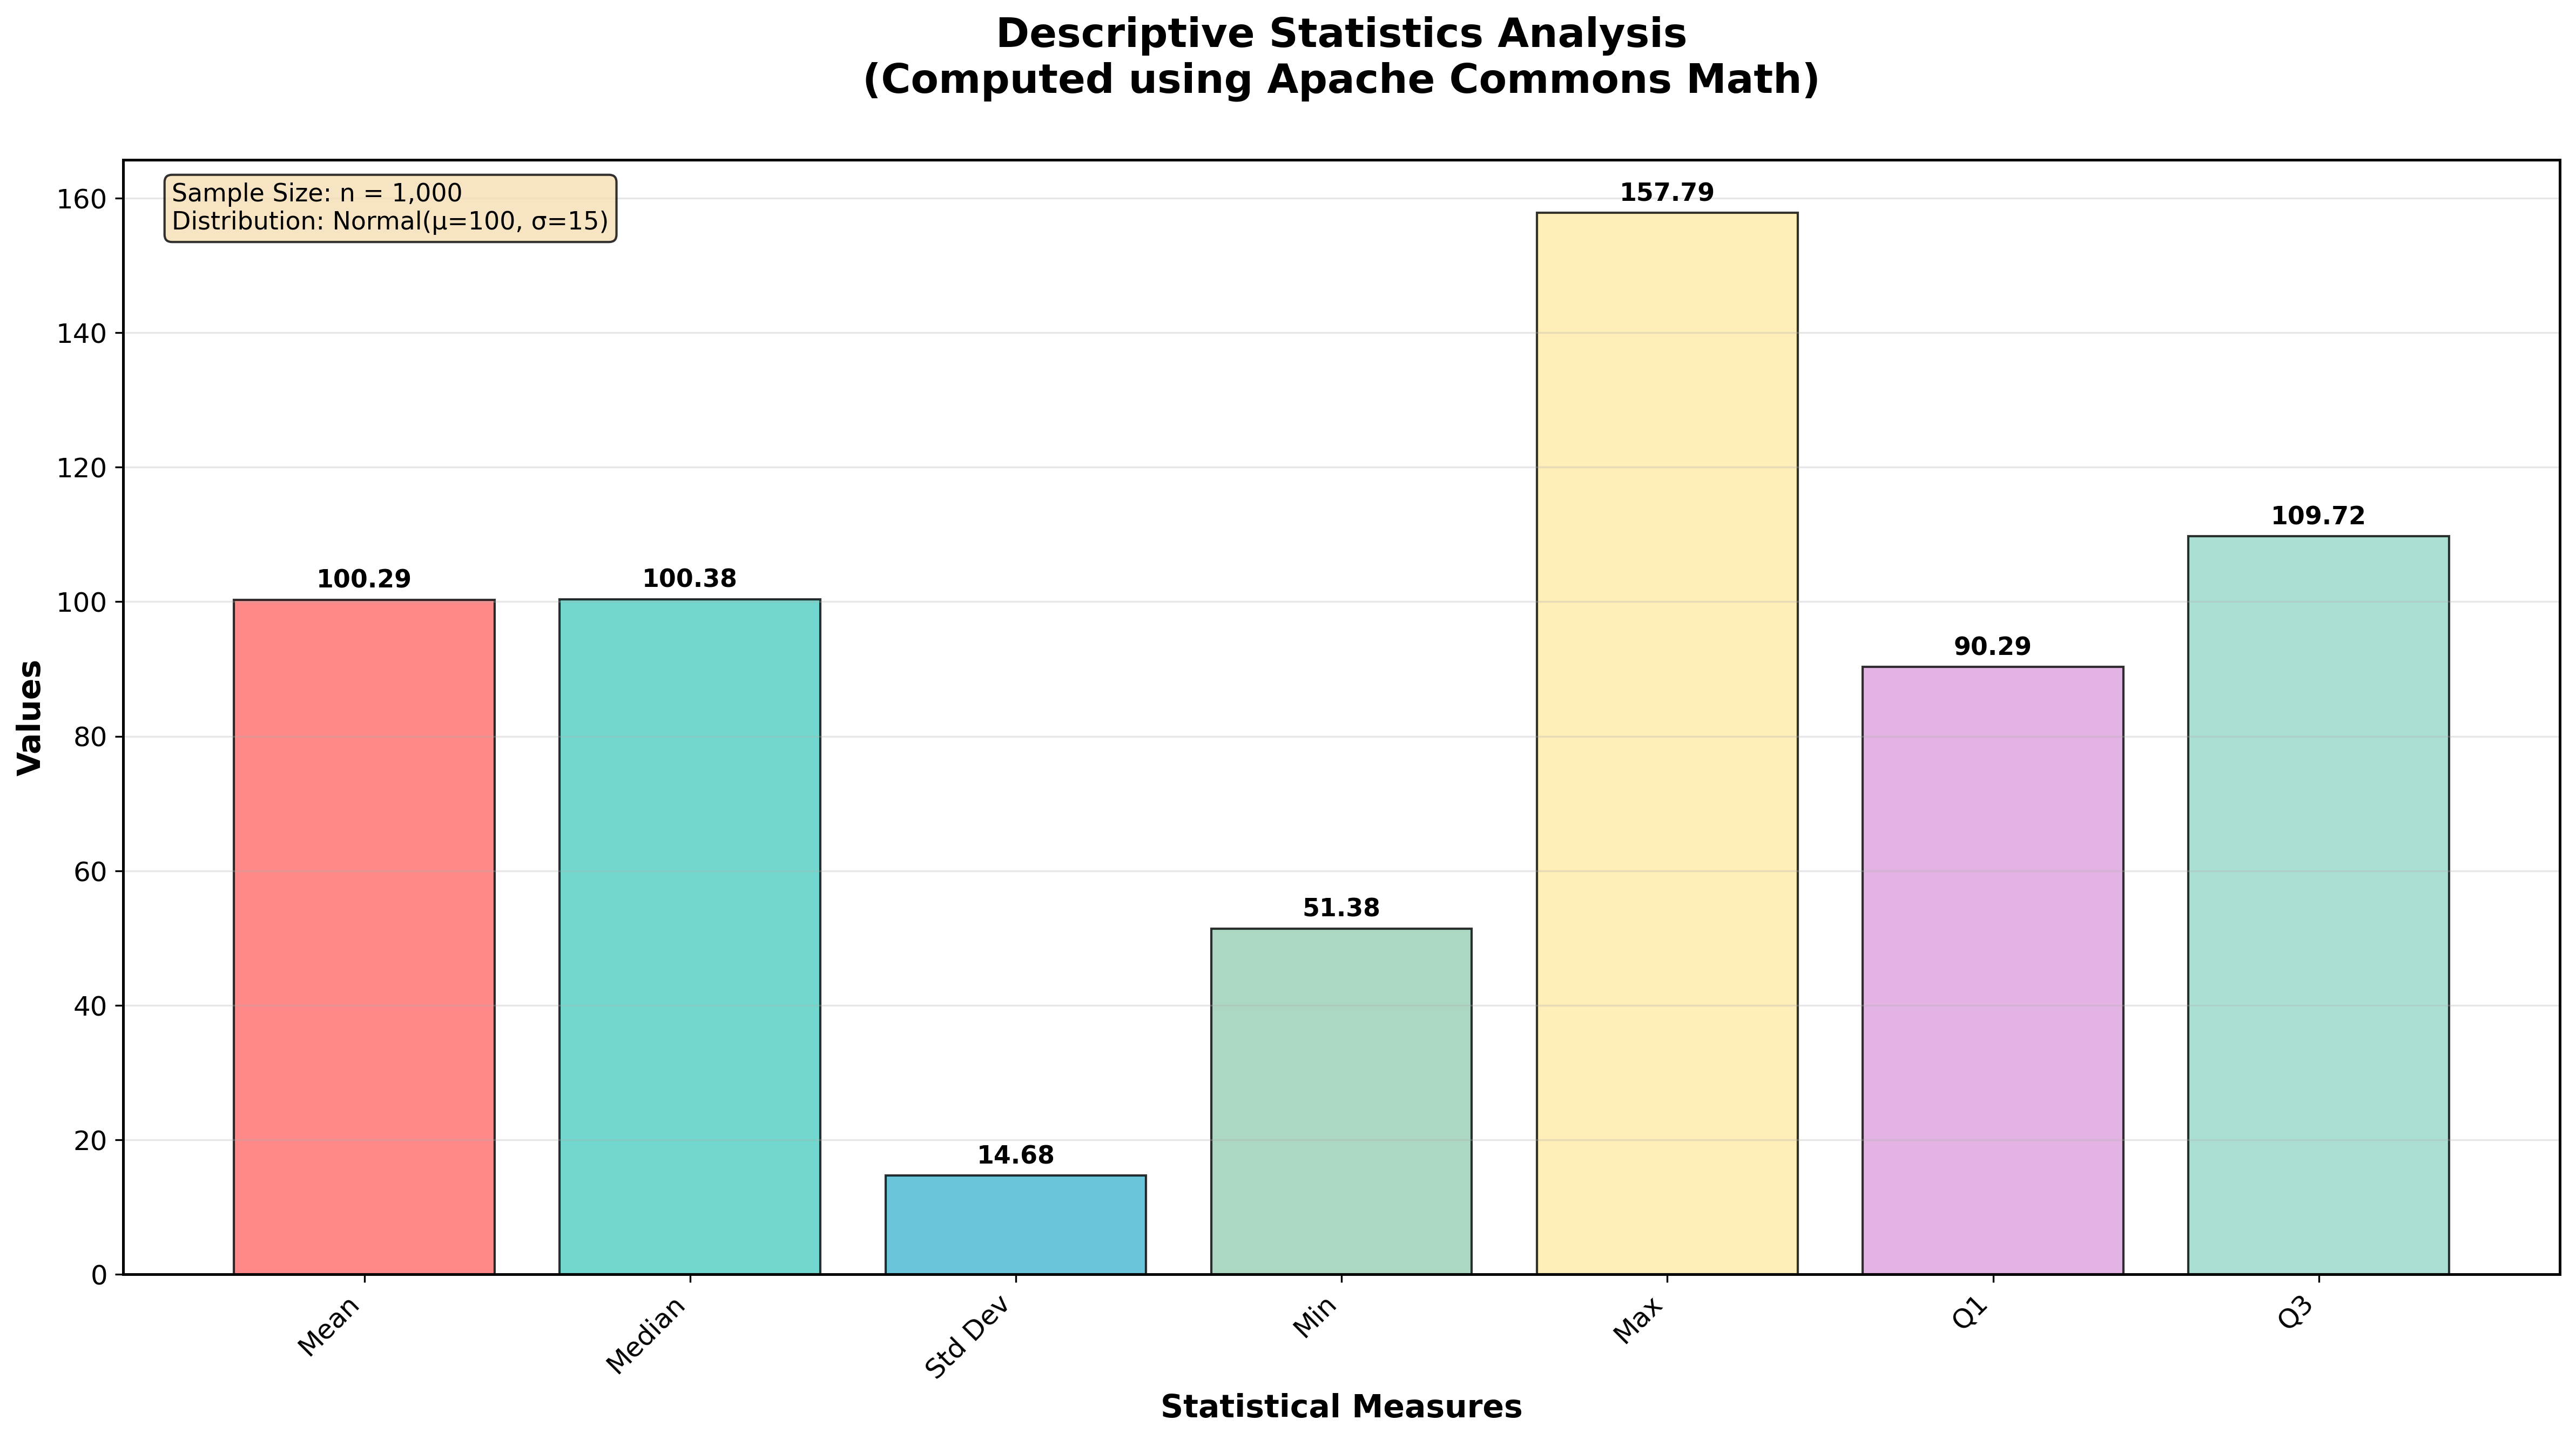 Descriptive Statistics Analysis
(Computed using Apache Commons Math)
Sample Size: n = 1,000
Distribution: Normal(μ=100, σ=15)
Values
160
140
120
100
80
60
40
20
0
100.29
100.38
14.68
51.38
157.79
90.29
109.72
Mean
Median
Std Dev
Min
Max
Q1
Q3
Statistical Measures